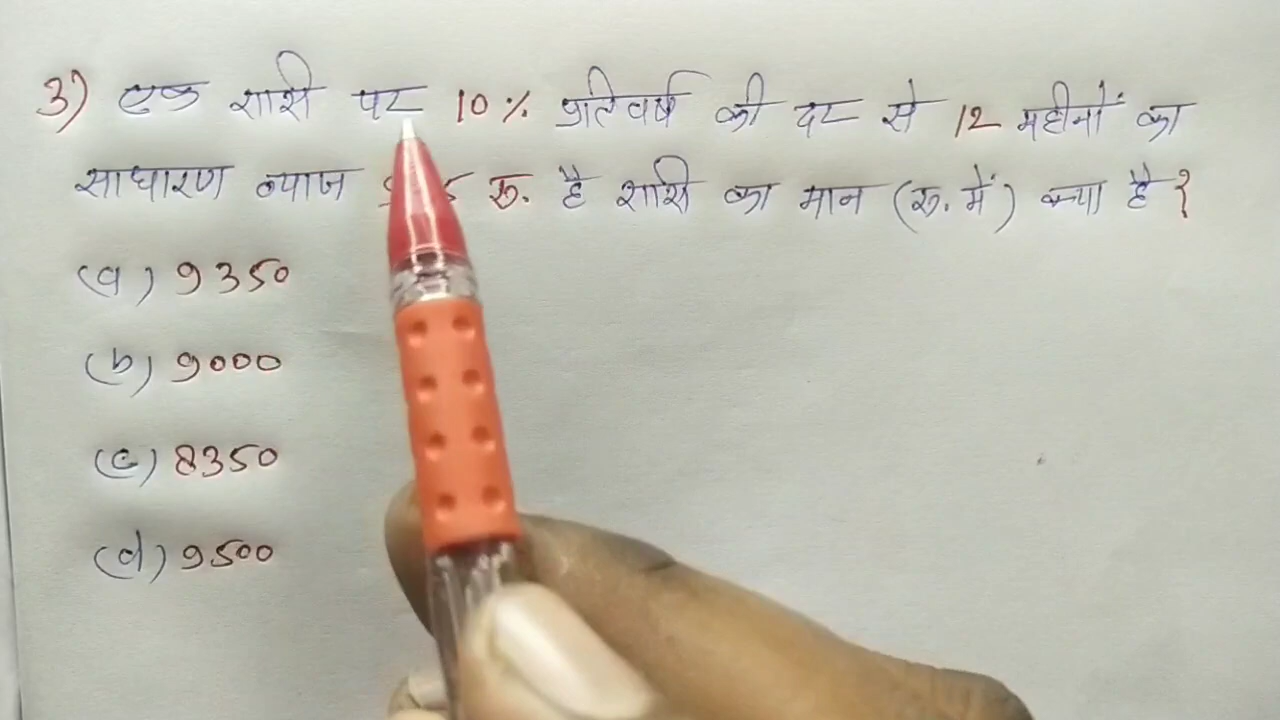 3) एक राशि पर 10% प्रतिवर्ष की दर से 12 महीनों का
साधारण ब्याज रु. है राशि का मान (रु. में) क्या है ?
(a) 9350
(b) 9000
(c) 8350
(d) 9500